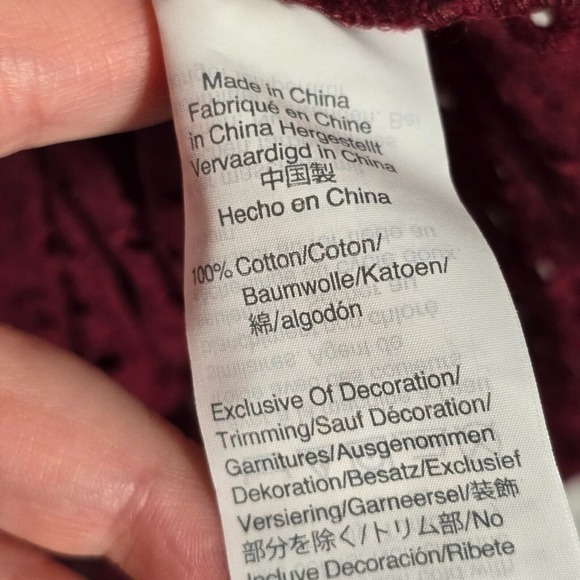 Made in China
Fabriqué en Chine
in China Hergestellt
Vervaardigd in China
中国製
Hecho en China
100% Cotton/Coton/
Baumwolle/Katoen/
綿/algodón
Exclusive Of Decoration/
Trimming/Sauf Décoration/
Garnitures/Ausgenommen
Dekoration/Besatz/Exclusief
Versiering/Garneersel/装飾
部分を除く/トリム部/No
Incluye Decoración/Ribete